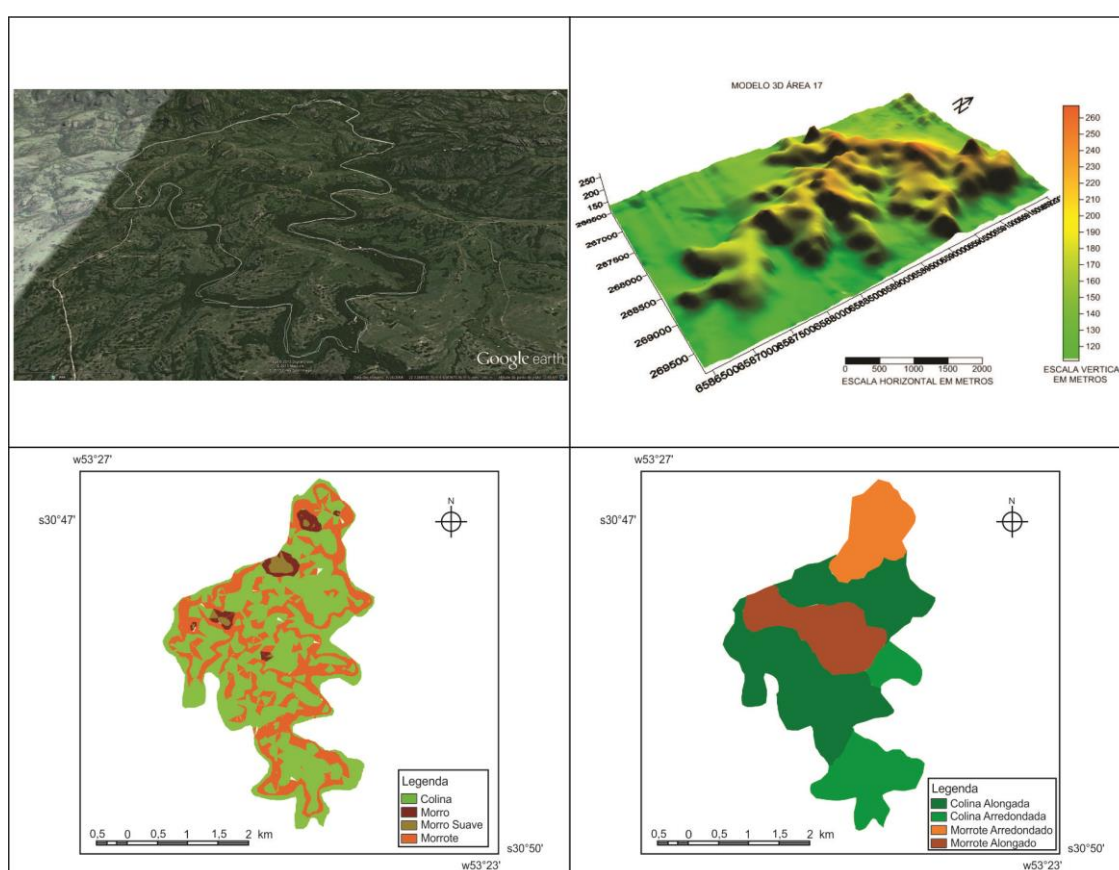 Google earth
MODELO 3D ÁREA 17
N
250
200
150
266500
267000
267500
268000
268500
269000
269500
260
250
240
230
220
210
200
190
180
170
160
150
140
130
120
0 500 1000 1500 2000
ESCALA HORIZONTAL EM METROS
ESCALA VERTICA
EM METROS
w53°27'
s30°47'
N
Legenda
Colina
Morro
Morro Suave
Morrote
0,5 0 0,5 1 1,5 2 km
s30°50'
w53°23'
w53°27'
s30°47'
N
Legenda
Colina Alongada
Colina Arredondada
Morrote Arredondado
Morrote Alongado
0,5 0 0,5 1 1,5 2 km
s30°50'
w53°23'